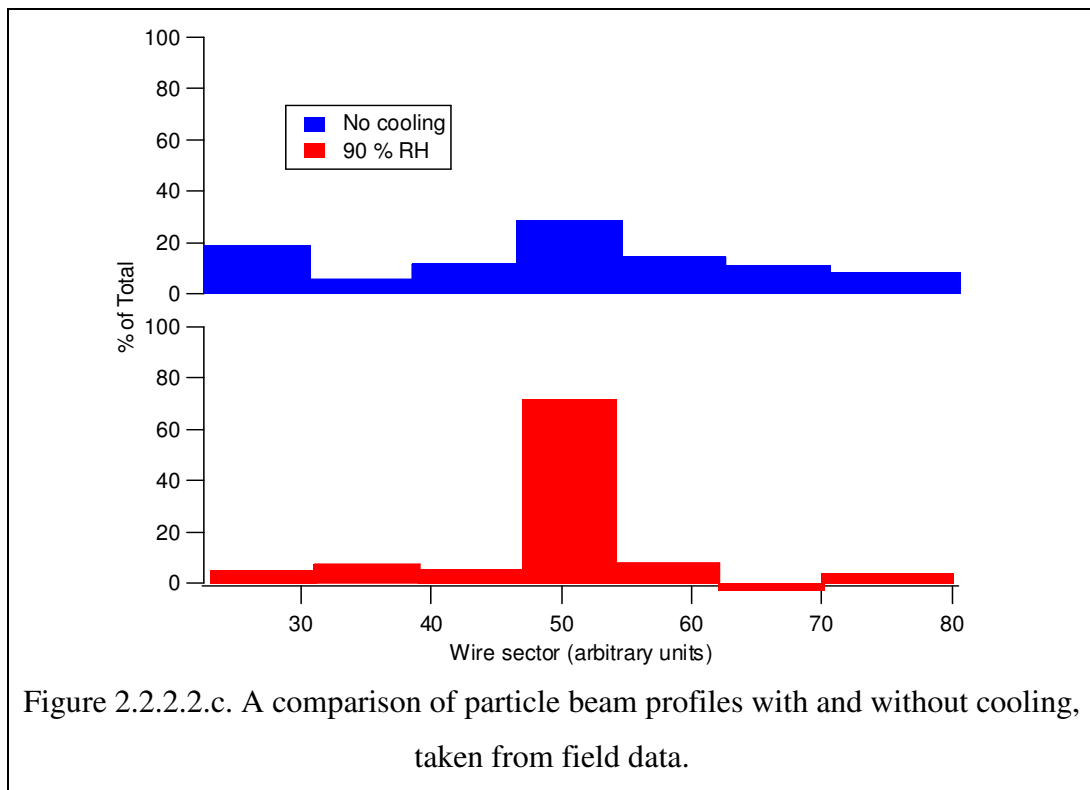 100
80
60
40
20
0
No cooling
90 % RH
% of Total
100
80
60
40
20
0
30 40 50 60 70 80
Wire sector (arbitrary units)
Figure 2.2.2.2.c. A comparison of particle beam profiles with and without cooling,
taken from field data.